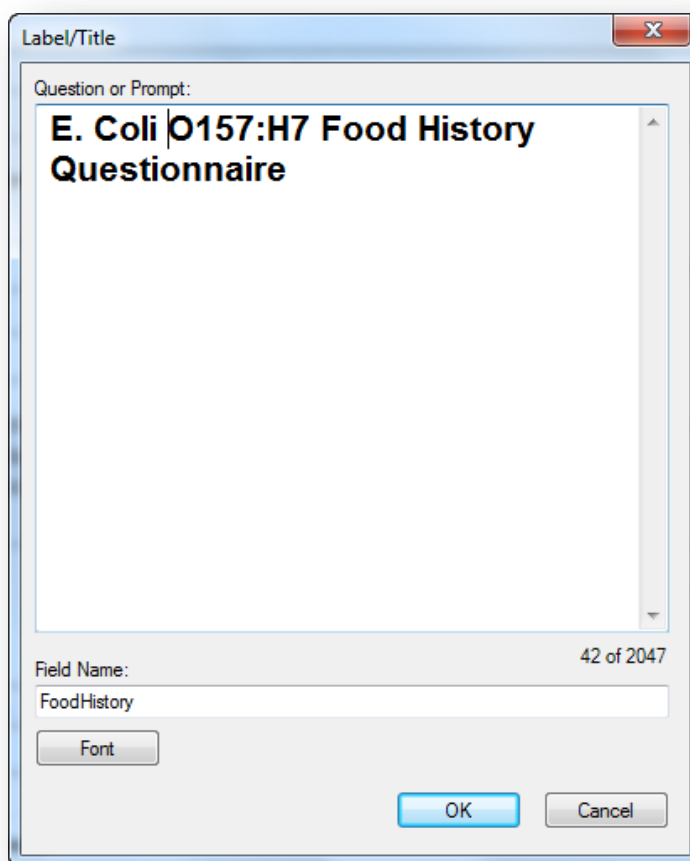 Label/Title
Question or Prompt:
E. Coli O157:H7 Food History
Questionnaire
42 of 2047
Field Name:
FoodHistory
Font
OK
Cancel